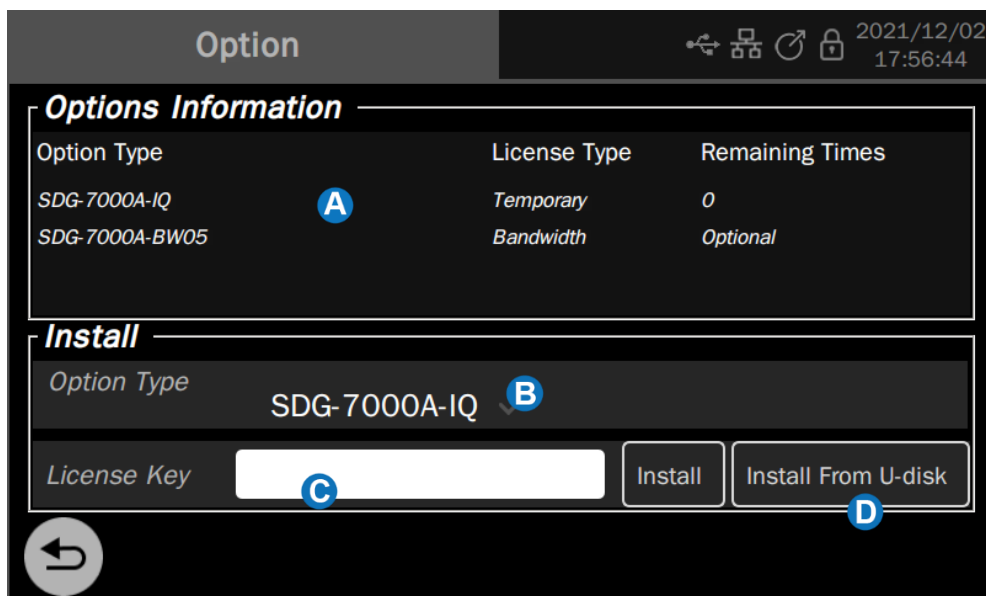 Option
2021/12/02
17:56:44
Options Information
Option Type License Type Remaining Times
SDG-7000A-IQ A Temporary 0
SDG-7000A-BW05 Bandwidth Optional
Install
Option Type
SDG-7000A-IQ B
License Key C Install Install From U-disk
D